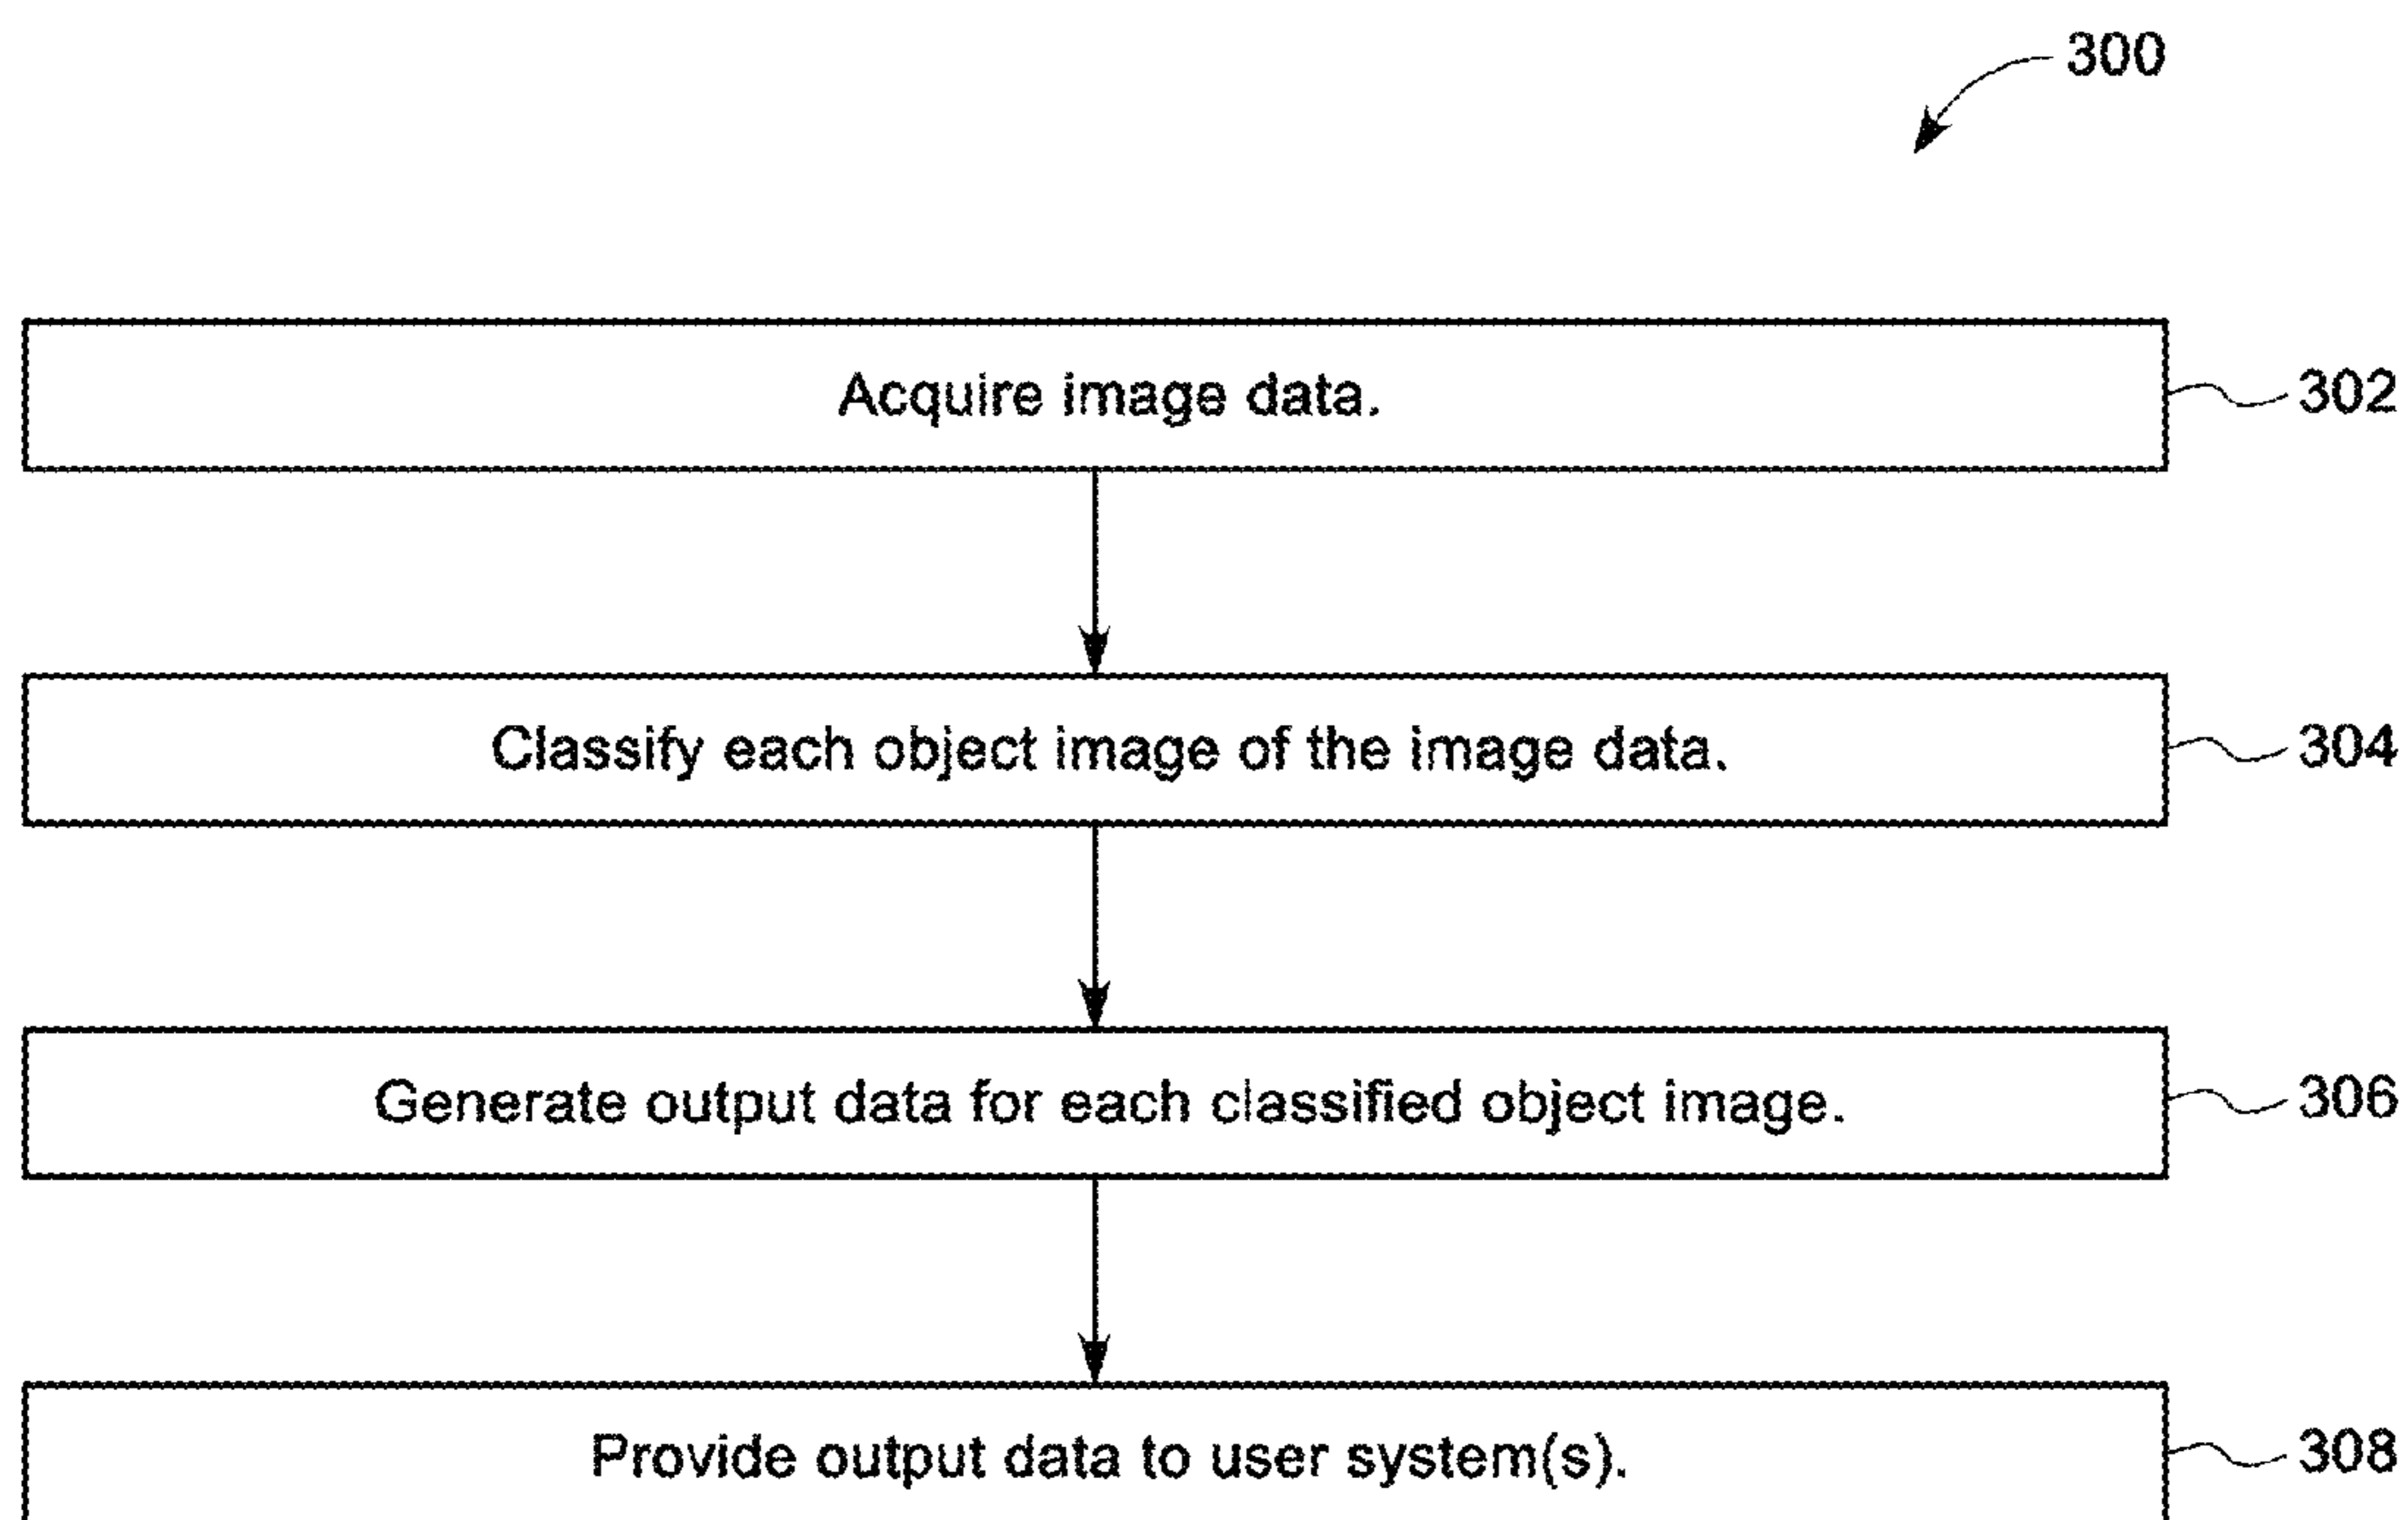 300
Acquire image data.
302
Classify each object image of the image data.
304
Generate output data for each classified object image.
306
Provide output data to user system(s).
308